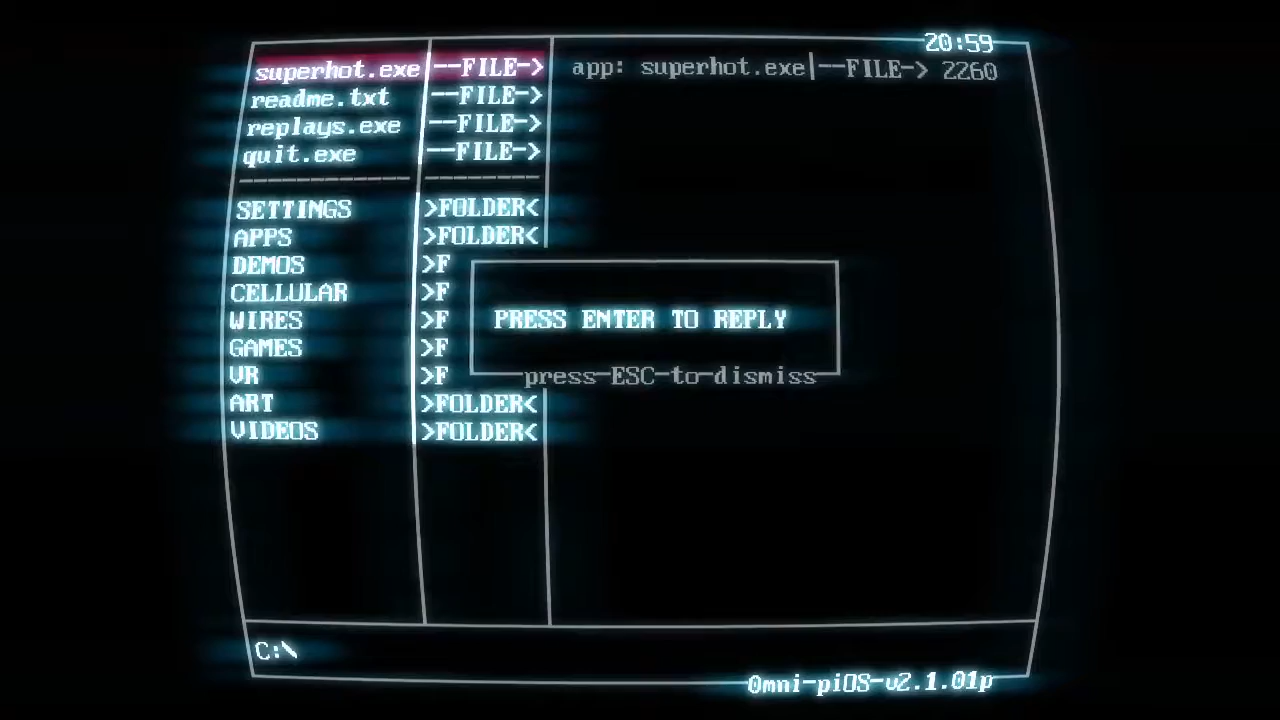 20:59
superhot.exe --FILE-> app: superhot.exe|--FILE-> 2260
readme.txt --FILE->
replays.exe --FILE->
quit.exe --FILE->
SETTINGS >FOLDER<
APPS >FOLDER<
DEMOS >F
CELLULAR >F
WIRES >F
GAMES >F
VR >F
ART >FOLDER<
VIDEOS >FOLDER<
PRESS ENTER TO REPLY
press-ESC-to-dismiss
C:\
0mni-piOS-v2.1.01p